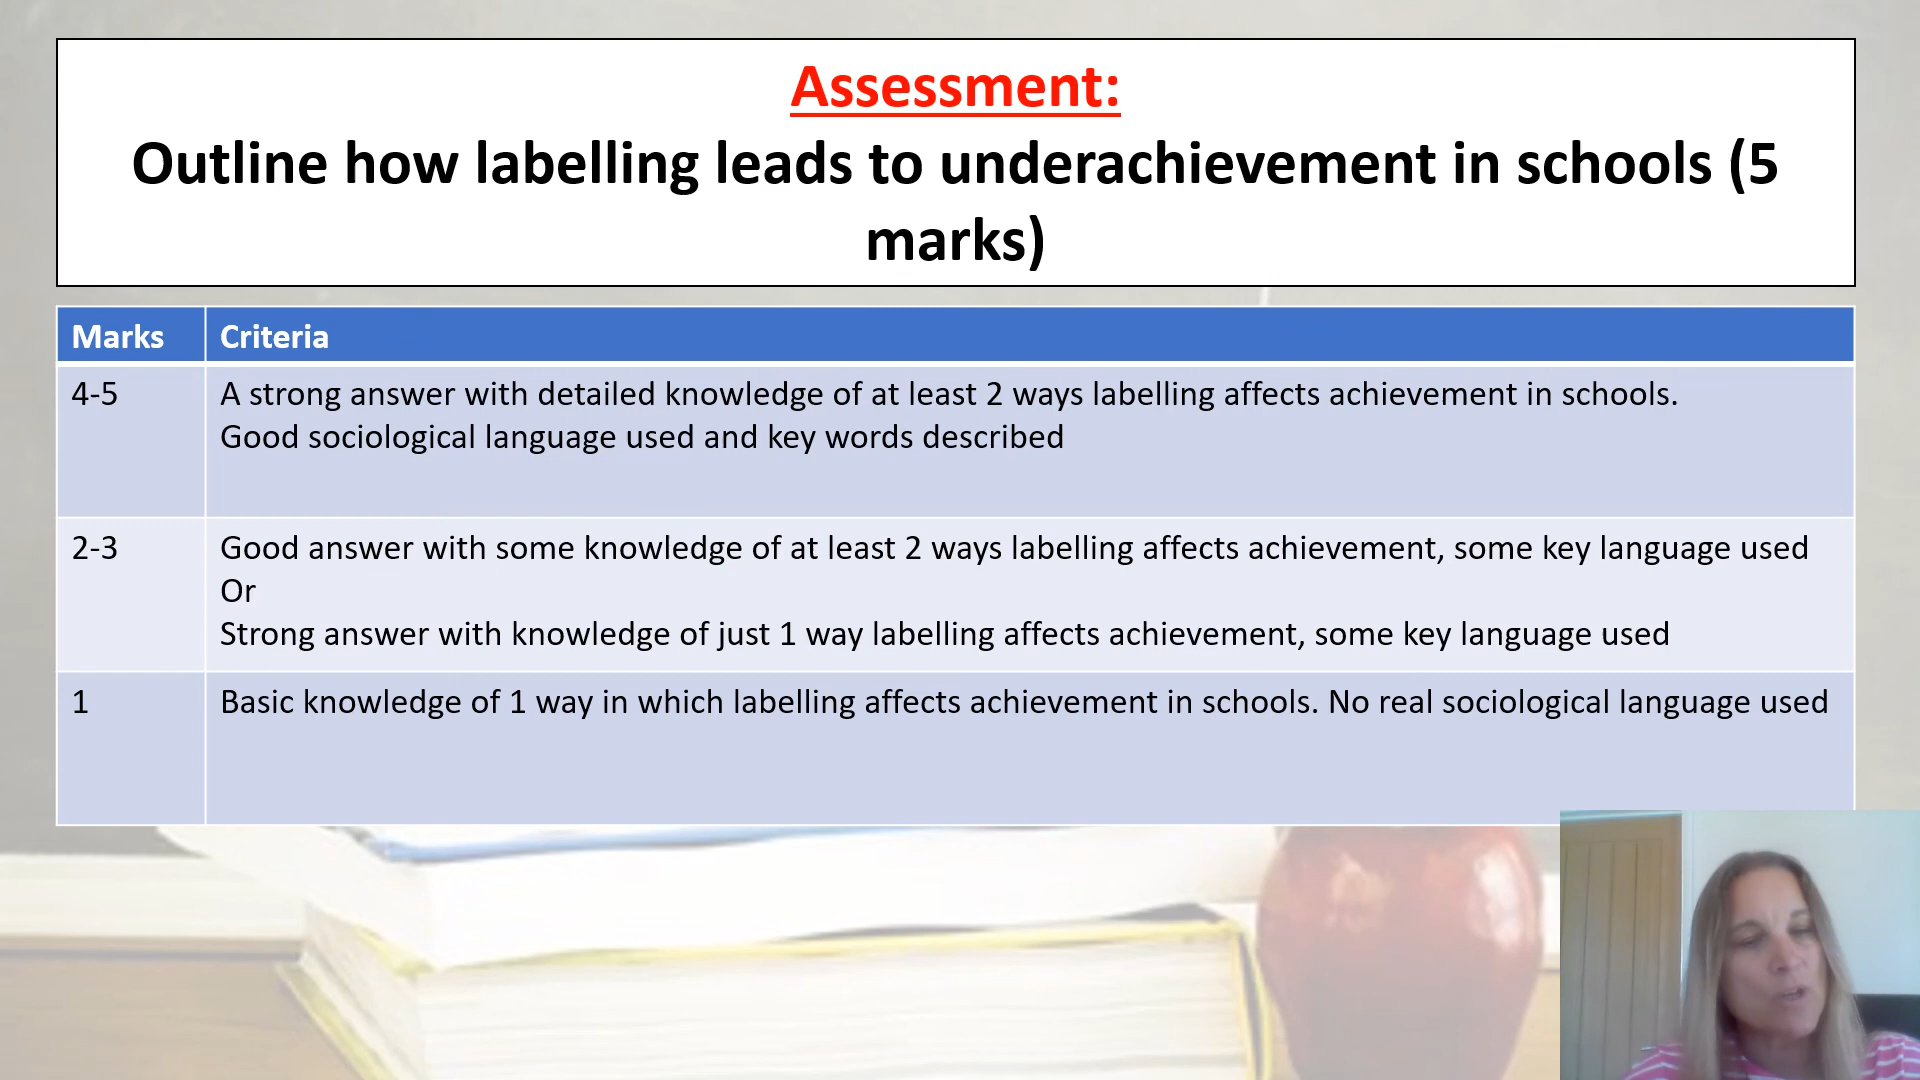 Assessment:
Outline how labelling leads to underachievement in schools (5
marks)
Marks
Criteria
4-5
A strong answer with detailed knowledge of at least 2 ways labelling affects achievement in schools.
Good sociological language used and key words described
2-3
Good answer with some knowledge of at least 2 ways labelling affects achievement, some key language used
Or
Strong answer with knowledge of just 1 way labelling affects achievement, some key language used
1
Basic knowledge of 1 way in which labelling affects achievement in schools. No real sociological language used